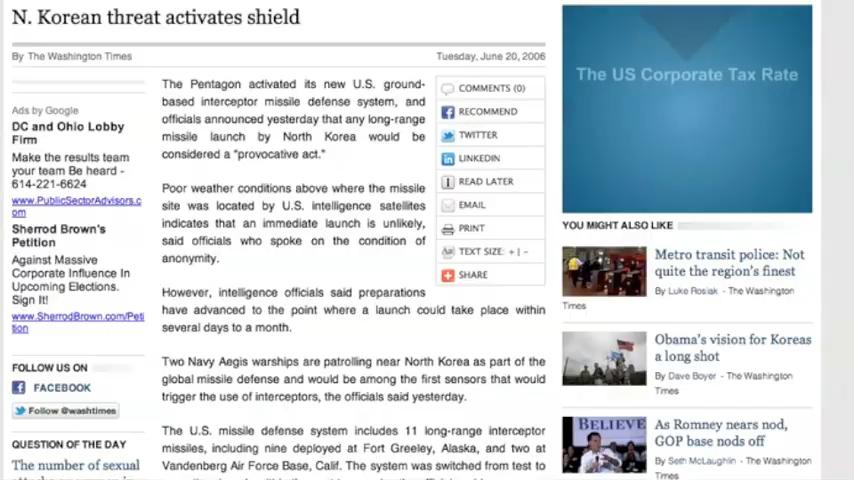 N. Korean threat activates shield
By The Washington Times
Tuesday, June 20, 2006
Ads by Google
DC and Ohio Lobby
Firm
Make the results team
your team Be heard -
614-221-6624
www.PublicSectorAdvisors.c
om
Sherrod Brown's
Petition
Against Massive
Corporate Influence In
Upcoming Elections.
Sign It!
www.SherrodBrown.com/Peti
tion
FOLLOW US ON
FACEBOOK
Follow @washtimes
QUESTION OF THE DAY
The number of sexual
The Pentagon activated its new U.S. ground-
based interceptor missile defense system, and
officials announced yesterday that any long-range
missile launch by North Korea would be
considered a "provocative act."
Poor weather conditions above where the missile
site was located by U.S. intelligence satellites
indicates that an immediate launch is unlikely,
said officials who spoke on the condition of
anonymity.
However, intelligence officials said preparations
have advanced to the point where a launch could take place within
several days to a month.
Two Navy Aegis warships are patrolling near North Korea as part of the
global missile defense and would be among the first sensors that would
trigger the use of interceptors, the officials said yesterday.
The U.S. missile defense system includes 11 long-range interceptor
missiles, including nine deployed at Fort Greeley, Alaska, and two at
Vandenberg Air Force Base, Calif. The system was switched from test to
COMMENTS (0)
RECOMMEND
TWITTER
LINKEDIN
READ LATER
EMAIL
PRINT
TEXT SIZE: + | -
SHARE
The US Corporate Tax Rate
YOU MIGHT ALSO LIKE
Metro transit police: Not
quite the region's finest
By Luke Rosiak - The Washington
Times
Obama's vision for Koreas
a long shot
By Dave Boyer - The Washington
Times
BELIEVE
As Romney nears nod,
GOP base nods off
By Seth McLaughlin - The Washington
Times